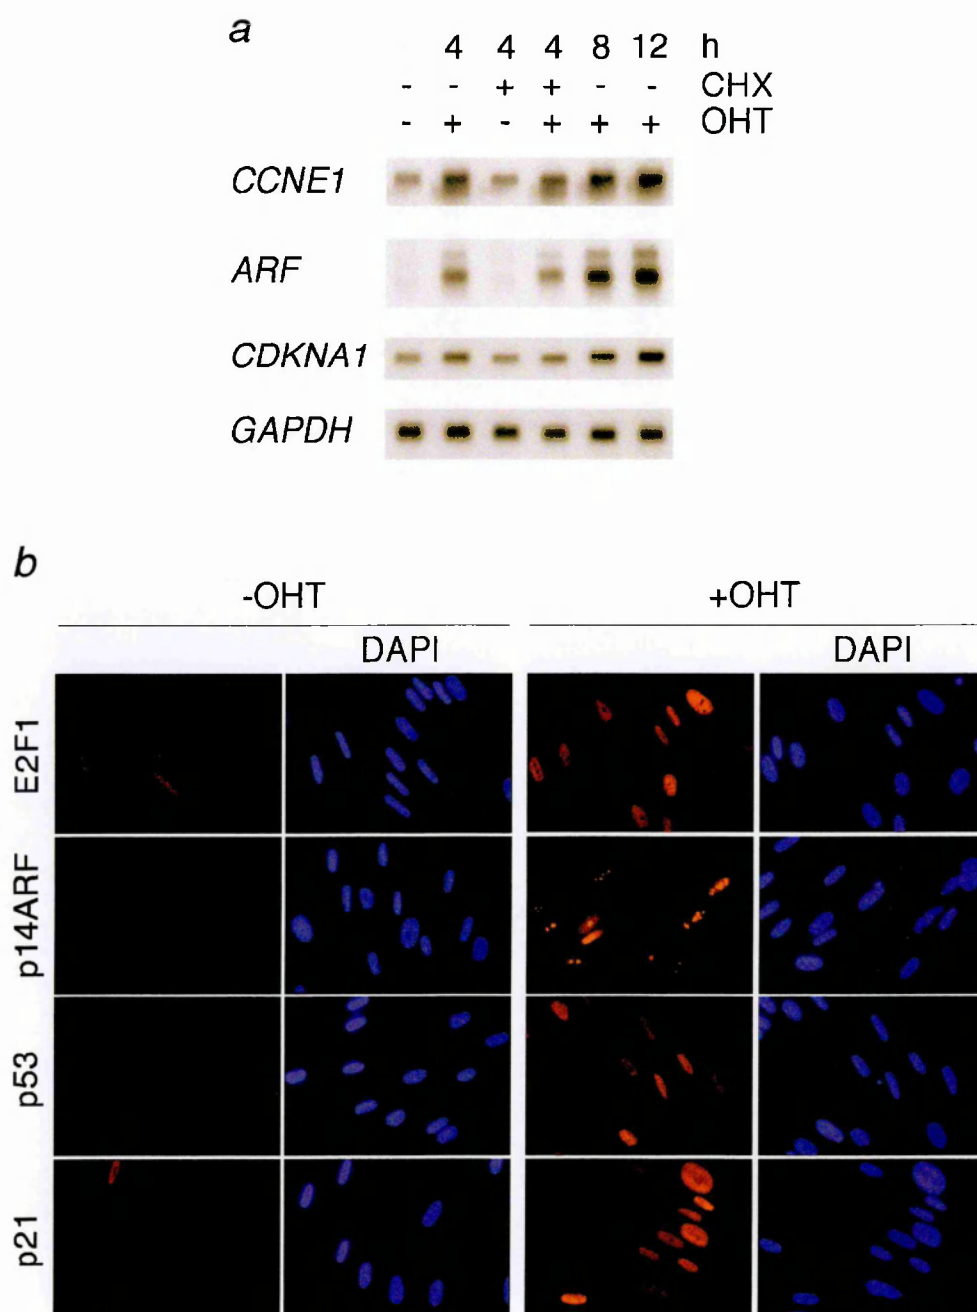 a
4 4 4 8 12 h
- - + + - - CHX
- + - + + + OHT
CCNE1
ARF
CDKNA1
GAPDH
b
-OHT +OHT
DAPI DAPI
E2F1
p14ARF
p53
p21